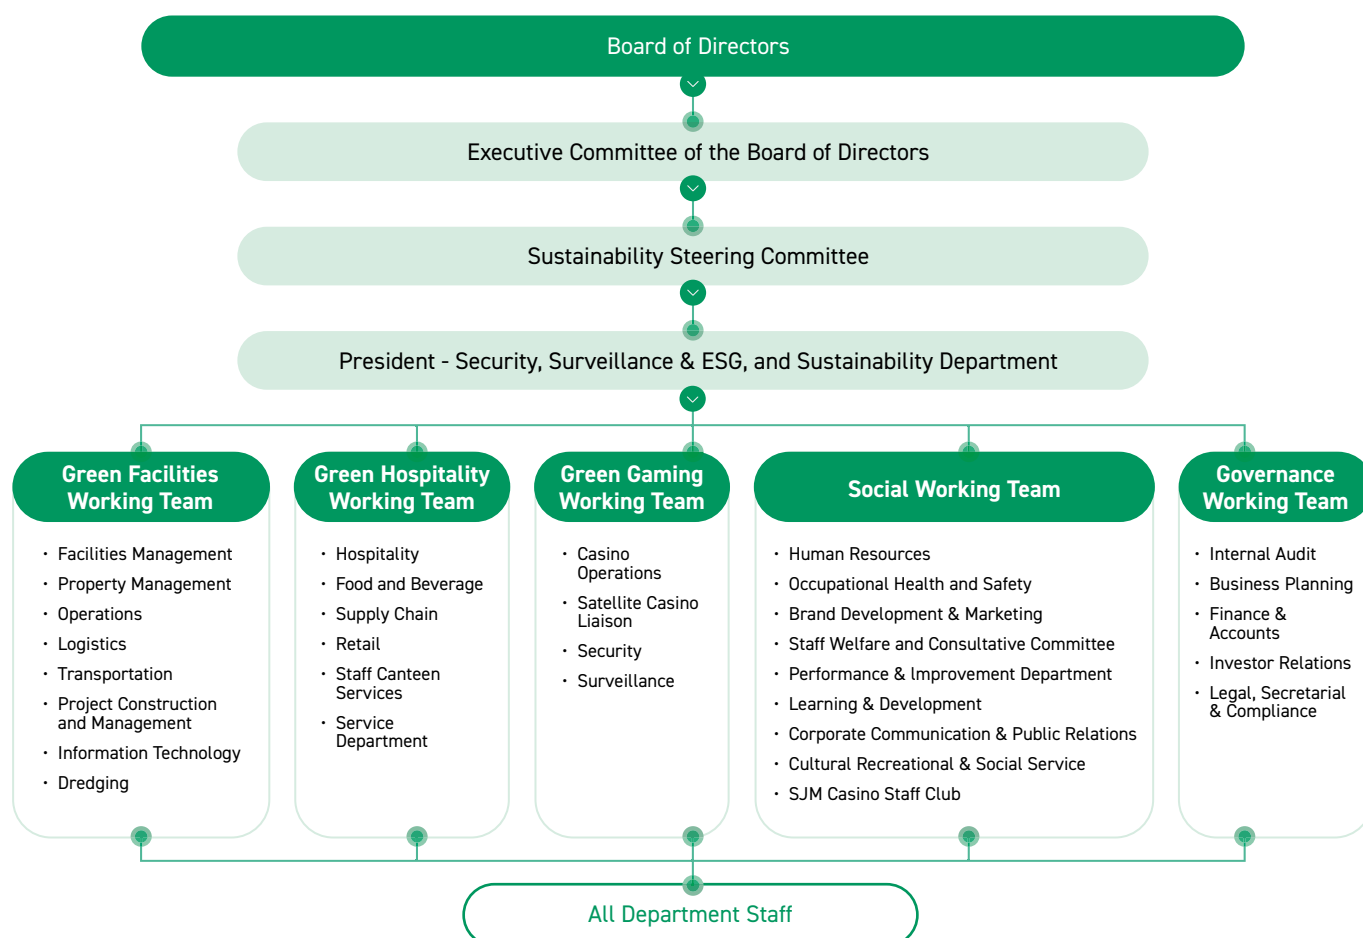 Board of Directors
Executive Committee of the Board of Directors
Sustainability Steering Committee
President - Security, Surveillance & ESG, and Sustainability Department
Green Facilities
Working Team
• Facilities Management
• Property Management
• Operations
• Logistics
• Transportation
• Project Construction
and Management
• Information Technology
• Dredging
Green Hospitality
Working Team
• Hospitality
• Food and Beverage
• Supply Chain
• Retail
• Staff Canteen
Services
• Service
Department
Green Gaming
Working Team
• Casino
Operations
• Satellite Casino
Liaison
• Security
• Surveillance
Social Working Team
• Human Resources
• Occupational Health and Safety
• Brand Development & Marketing
• Staff Welfare and Consultative Committee
• Performance & Improvement Department
• Learning & Development
• Corporate Communication & Public Relations
• Cultural Recreational & Social Service
• SJM Casino Staff Club
Governance
Working Team
• Internal Audit
• Business Planning
• Finance &
Accounts
• Investor Relations
• Legal, Secretarial
& Compliance
All Department Staff